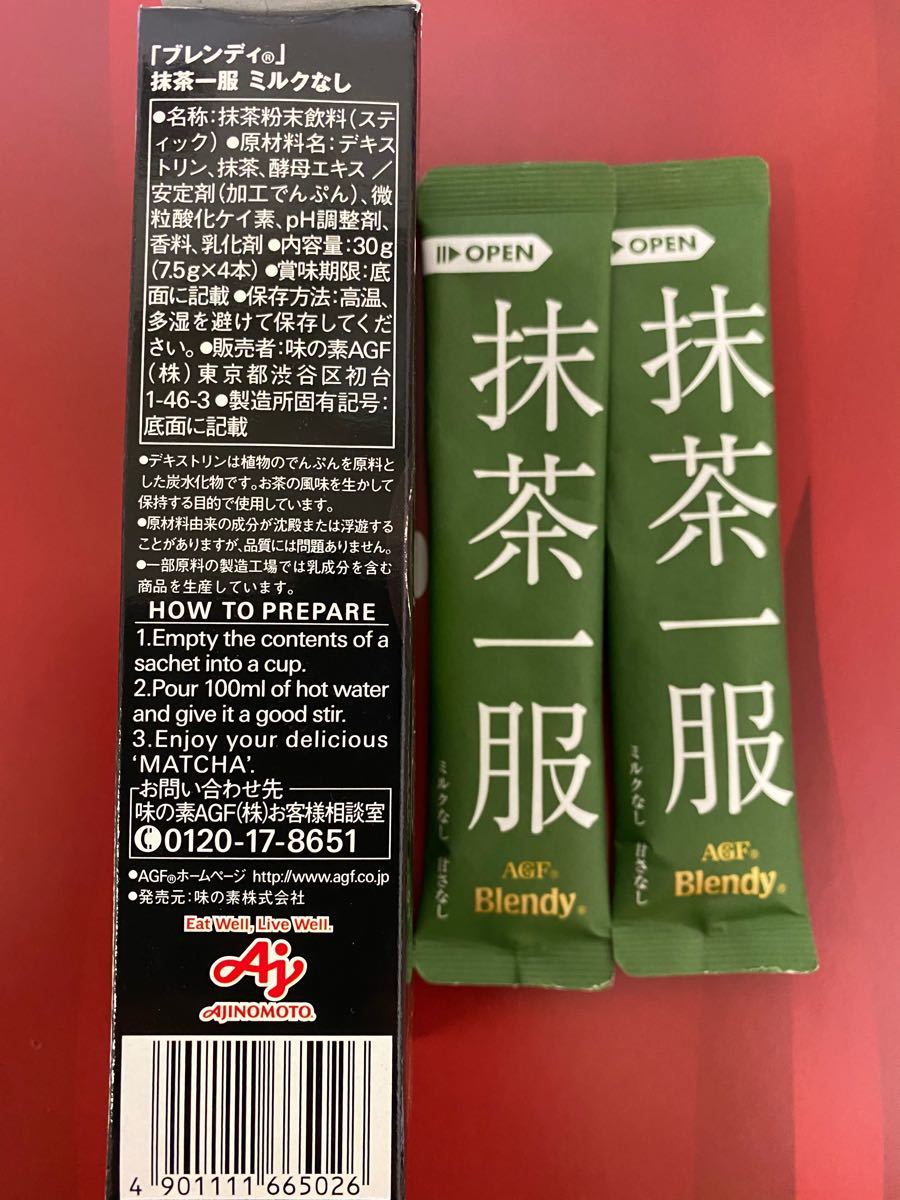 「ブレンディ®」
抹茶一服 ミルクなし
●名称:抹茶粉末飲料(ステ
ィック) ●原材料名:デキス
トリン、抹茶、酵母エキス/
安定剤(加工でんぷん)、微
粒酸化ケイ素、pH調整剤、
香料、乳化剤 ●内容量:30g
(7.5g×4本) ●賞味期限:底
面に記載 ●保存方法:高温、
多湿を避けて保存してくだ
さい。●販売者:味の素AGF
(株)東京都渋谷区初台
1-46-3 ●製造所固有記号:
底面に記載
●デキストリンは植物のでんぷんを原料と
した炭水化物です。お茶の風味を生かして
保持する目的で使用しています。
●原材料由来の成分が沈殿または浮遊する
ことがありますが、品質には問題ありません。
●一部原料の製造工場では乳成分を含む
商品を生産しています。
HOW TO PREPARE
1.Empty the contents of a
sachet into a cup.
2.Pour 100ml of hot water
and give it a good stir.
3.Enjoy your delicious
'MATCHA'.
お問い合わせ先
味の素AGF(株)お客様相談室
0120-17-8651
●AGF®ホームページ http://www.agf.co.jp
●発売元:味の素株式会社
Eat Well, Live Well.
Aj
AJINOMOTO®
4 901111 665026
OPEN
抹茶一服
ミルクなし 甘さなし
AGF®
Blendy®
OPEN
抹茶一服
ミルクなし 甘さなし
AGF®
Blendy®